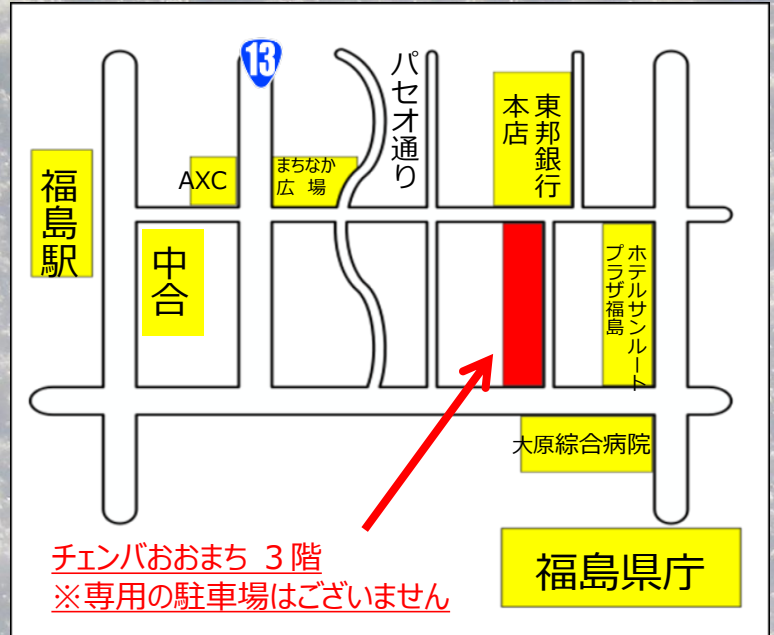 13
パセオ通り
東邦銀行
本店
AXC
まちなか
広 場
福島駅
中合
ホテルサンルート
プラザ福島
大原綜合病院
福島県庁
チェンバおおまち 3階
※専用の駐車場はございません